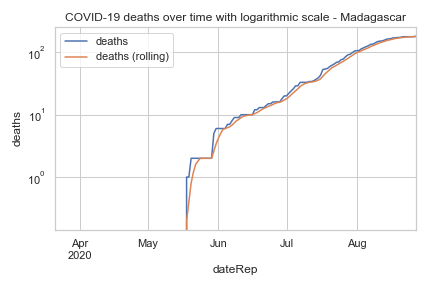 COVID-19 deaths over time with logarithmic scale - Madagascar
deaths
deaths (rolling)
10²
10¹
10⁰
deaths
Apr
2020
May
Jun
Jul
Aug
dateRep